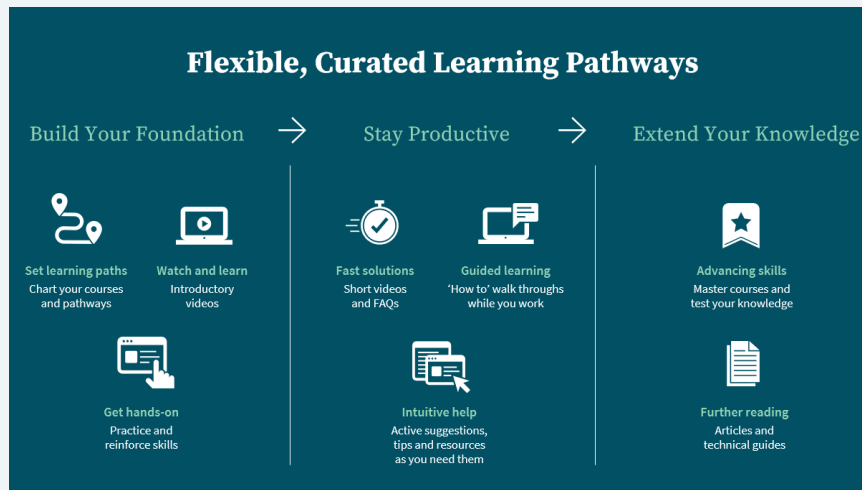 Flexible, Curated Learning Pathways
Build Your Foundation
Set learning paths
Chart your courses
and pathways
Watch and learn
Introductory
videos
Get hands-on
Practice and
reinforce skills
Stay Productive
Fast solutions
Short videos
and FAQs
Guided learning
‘How to’ walk throughs
while you work
Intuitive help
Active suggestions,
tips and resources
as you need them
Extend Your Knowledge
Advancing skills
Master courses and
test your knowledge
Further reading
Articles and
technical guides